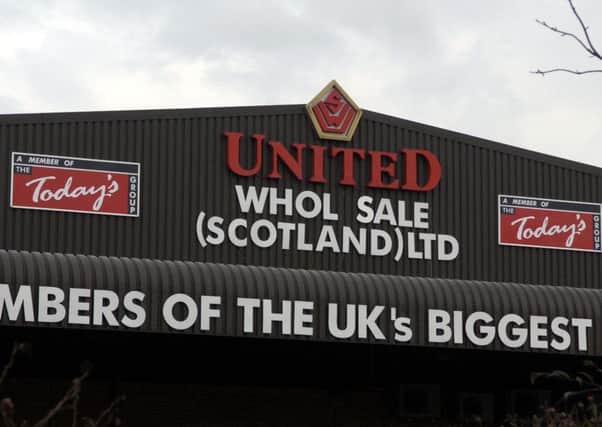 UNITED
WHOL SALE
(SCOTLAND)LTD
A MEMBER OF
THE
Today's
GROUP
A MEMBER OF
THE
Today's
GROUP
MBERS OF THE UK's BIGGEST